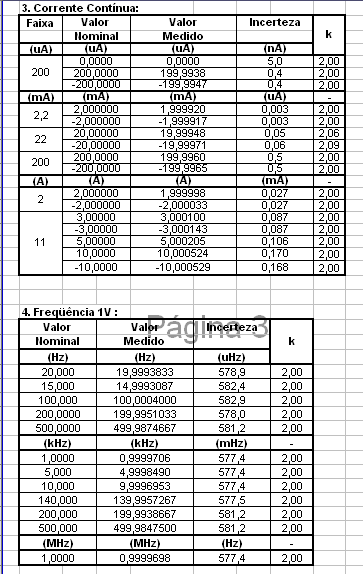 3. Corrente Contínua:
Faixa Valor Valor Incerteza k
Nominal Medido
(uA) (uA) (uA) (nA)
200 0,0000 0,0000 5,0 2,00
200,0000 199,9938 0,4 2,00
-200,0000 -199,9947 0,4 2,00
(mA) (mA) (mA) (uA) -
2,2 2,000000 1,999920 0,003 2,00
-2,000000 -1,999917 0,003 2,00
22 20,00000 19,99948 0,05 2,06
-20,00000 -19,99971 0,06 2,09
200 200,0000 199,9960 0,5 2,00
-200,0000 -199,9965 0,5 2,00
(A) (A) (A) (mA) -
2 2,000000 1,999998 0,027 2,00
-2,000000 -2,000033 0,027 2,00
11 3,00000 3,000100 0,087 2,00
-3,00000 -3,000143 0,087 2,00
5,00000 5,000205 0,106 2,00
10,0000 10,000524 0,170 2,00
-10,0000 -10,000529 0,168 2,00
4. Freqüência 1V :
Página 3
Valor Valor Incerteza k
Nominal Medido
(Hz) (Hz) (uHz)
20,000 19,9993833 578,9 2,00
15,000 14,9993087 582,4 2,00
100,000 100,0004000 582,9 2,00
200,0000 199,9951033 578,0 2,00
500,0000 499,9874667 581,2 2,00
(kHz) (kHz) (mHz) -
1,0000 0,9999706 577,4 2,00
5,000 4,9998490 577,4 2,00
10,000 9,9996953 577,4 2,00
140,000 139,9957267 577,5 2,00
200,000 199,9938667 581,2 2,00
500,000 499,9847500 581,2 2,00
(MHz) (MHz) (Hz) -
1,0000 0,9999698 577,4 2,00